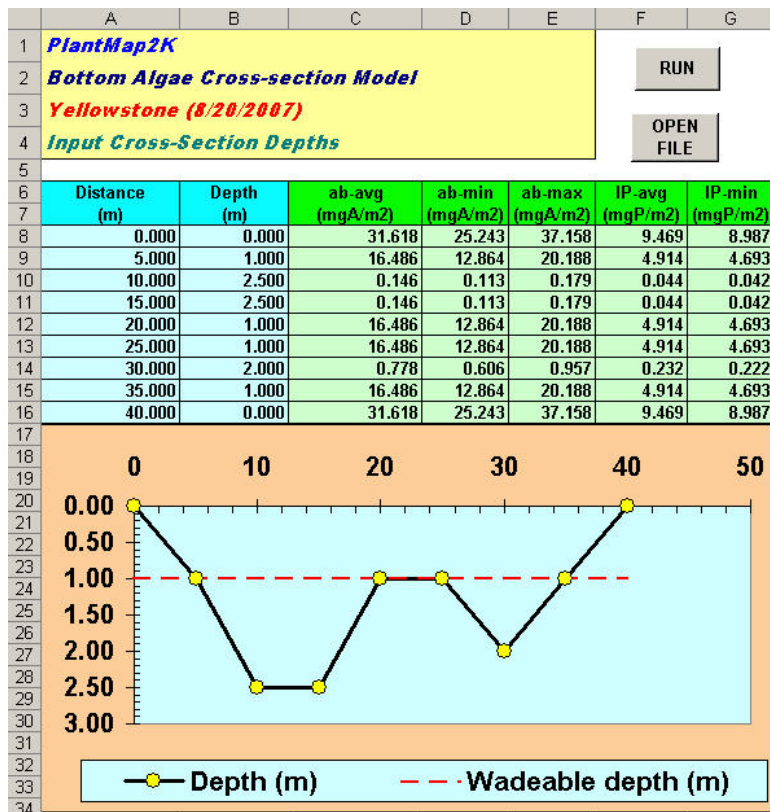 A B C D E F G
1 PlantMap2K
2 Bottom Algae Cross-section Model
RUN
3 Yellowstone (8/20/2007)
4 Input Cross-Section Depths
OPEN
FILE
5
6 Distance Depth ab-avg ab-min ab-max IP-avg IP-min
7 (m) (m) (mgA/m2) (mgA/m2) (mgA/m2) (mgP/m2) (mgP/m2)
8 0.000 0.000 31.618 25.243 37.158 9.469 8.987
9 5.000 1.000 16.486 12.864 20.188 4.914 4.693
10 10.000 2.500 0.146 0.113 0.179 0.044 0.042
11 15.000 2.500 0.146 0.113 0.179 0.044 0.042
12 20.000 1.000 16.486 12.864 20.188 4.914 4.693
13 25.000 1.000 16.486 12.864 20.188 4.914 4.693
14 30.000 2.000 0.778 0.606 0.957 0.232 0.222
15 35.000 1.000 16.486 12.864 20.188 4.914 4.693
16 40.000 0.000 31.618 25.243 37.158 9.469 8.987
17
18 0 10 20 30 40 50
19
20 0.00
21
22 0.50
23 1.00
24
25 1.50
26
27 2.00
28 2.50
29
30 3.00
31
32
33 Depth (m) Wadeable depth (m)
34